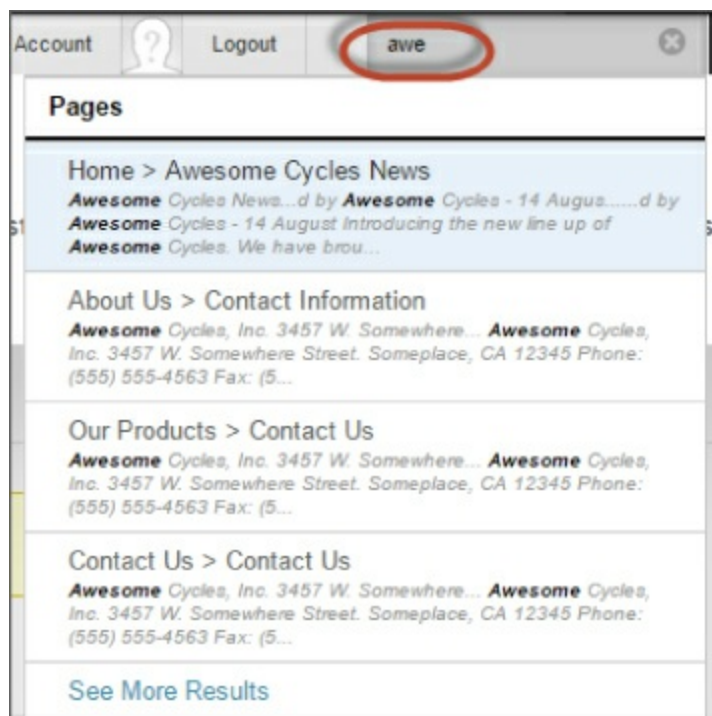 Account ? Logout awe
Pages
Home > Awesome Cycles News
Awesome Cycles News...d by Awesome Cycles - 14 Augus......d by
Awesome Cycles - 14 August Introducing the new line up of
Awesome Cycles. We have brou...
About Us > Contact Information
Awesome Cycles, Inc. 3457 W. Somewhere... Awesome Cycles,
Inc. 3457 W. Somewhere Street. Someplace, CA 12345 Phone:
(555) 555-4563 Fax: (5...
Our Products > Contact Us
Awesome Cycles, Inc. 3457 W. Somewhere... Awesome Cycles,
Inc. 3457 W. Somewhere Street. Someplace, CA 12345 Phone:
(555) 555-4563 Fax: (5...
Contact Us > Contact Us
Awesome Cycles, Inc. 3457 W. Somewhere... Awesome Cycles,
Inc. 3457 W. Somewhere Street. Someplace, CA 12345 Phone:
(555) 555-4563 Fax: (5...
See More Results